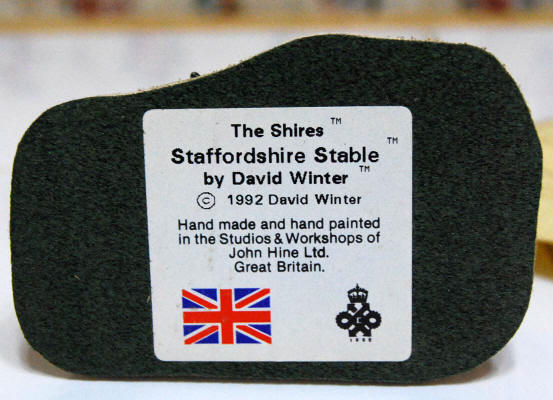 The Shires™
Staffordshire Stable™
by David Winter™
© 1992 David Winter
Hand made and hand painted
in the Studios & Workshops of
John Hine Ltd.
Great Britain.